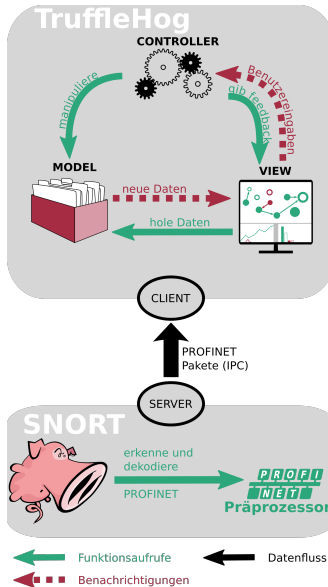 TruffleHog
CONTROLLER
manipuliere
Benutzereingaben
gib feedback
MODEL
VIEW
neue Daten
hole Daten
CLIENT
PROFINET
Pakete (IPC)
SERVER
SNORT
erkenne und
dekodiere
PROFINET
PROFI
NET
Präprozessor
Funktionsaufrufe
Datenfluss
Benachrichtigungen